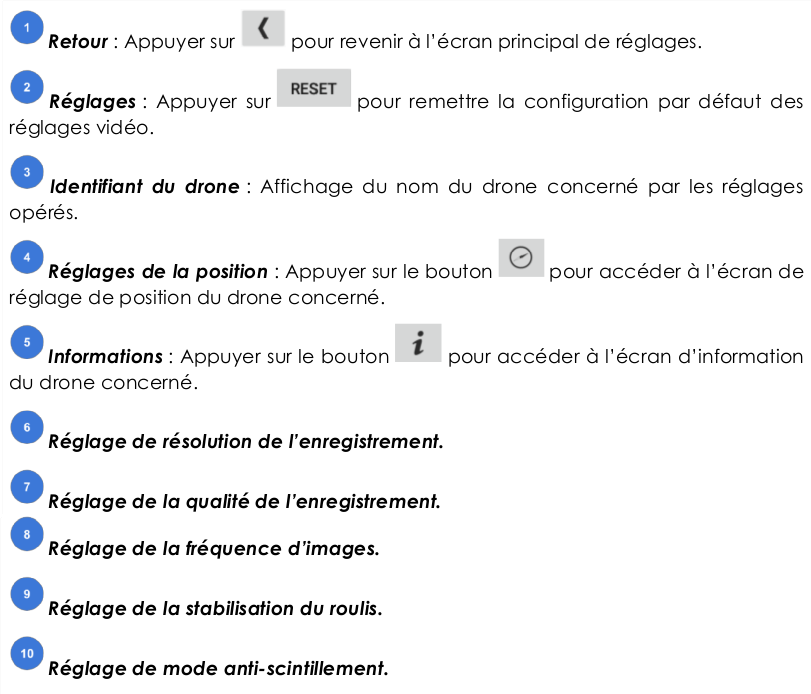 1 Retour : Appuyer sur ❮ pour revenir à l’écran principal de réglages.
2 Réglages : Appuyer sur RESET pour remettre la configuration par défaut des
réglages vidéo.
3 Identifiant du drone : Affichage du nom du drone concerné par les réglages
opérés.
4 Réglages de la position : Appuyer sur le bouton pour accéder à l’écran de
réglage de position du drone concerné.
5 Informations : Appuyer sur le bouton i pour accéder à l’écran d’information
du drone concerné.
6 Réglage de résolution de l’enregistrement.
7 Réglage de la qualité de l’enregistrement.
8 Réglage de la fréquence d’images.
9 Réglage de la stabilisation du roulis.
10 Réglage de mode anti-scintillement.